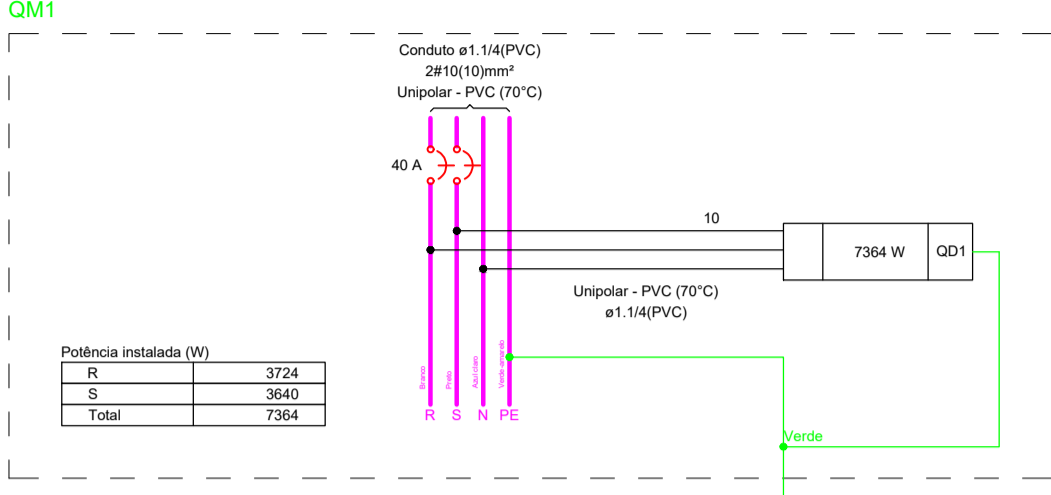 QM1
Conduto ø1.1/4(PVC)
2#10(10)mm²
Unipolar - PVC (70°C)
40 A
10
7364 W
QD1
Unipolar - PVC (70°C)
ø1.1/4(PVC)
Potência instalada (W)
R 3724
S 3640
Total 7364
Branco
Preto
Azul claro
Verde-amarelo
R S N PE
Verde